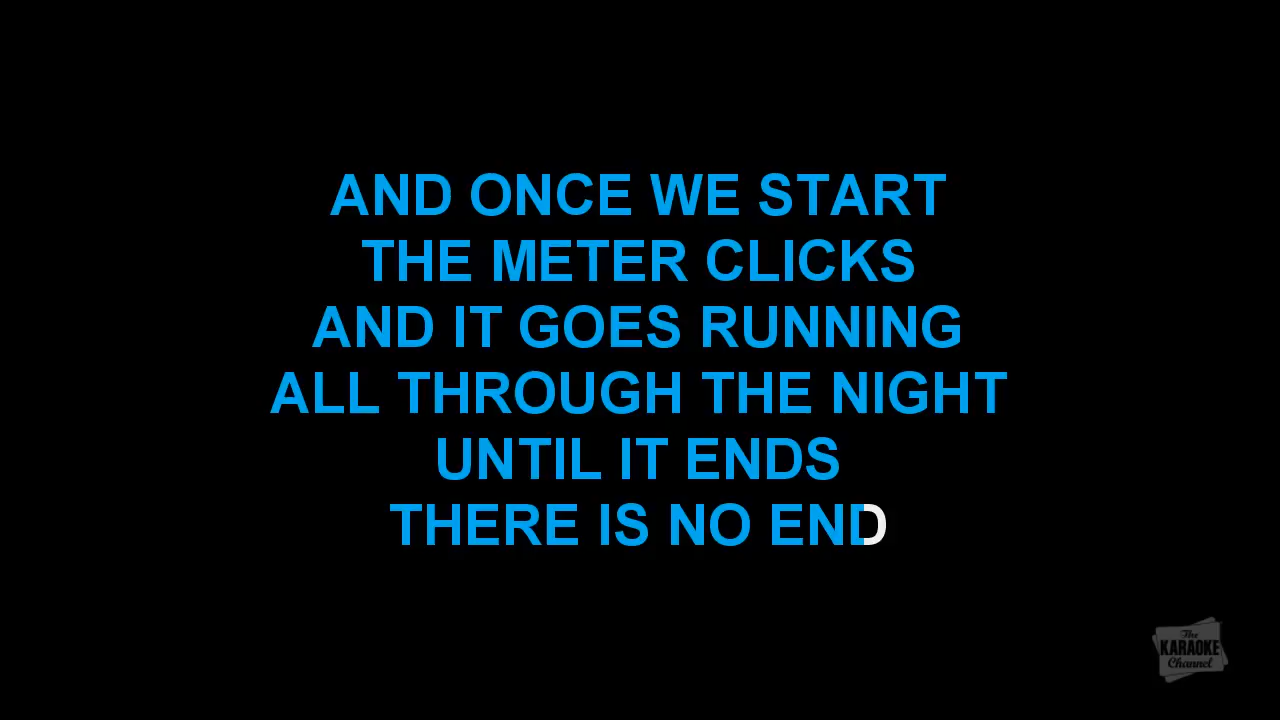 AND ONCE WE START
THE METER CLICKS
AND IT GOES RUNNING
ALL THROUGH THE NIGHT
UNTIL IT ENDS
THERE IS NO END
The
KARAOKE
Channel